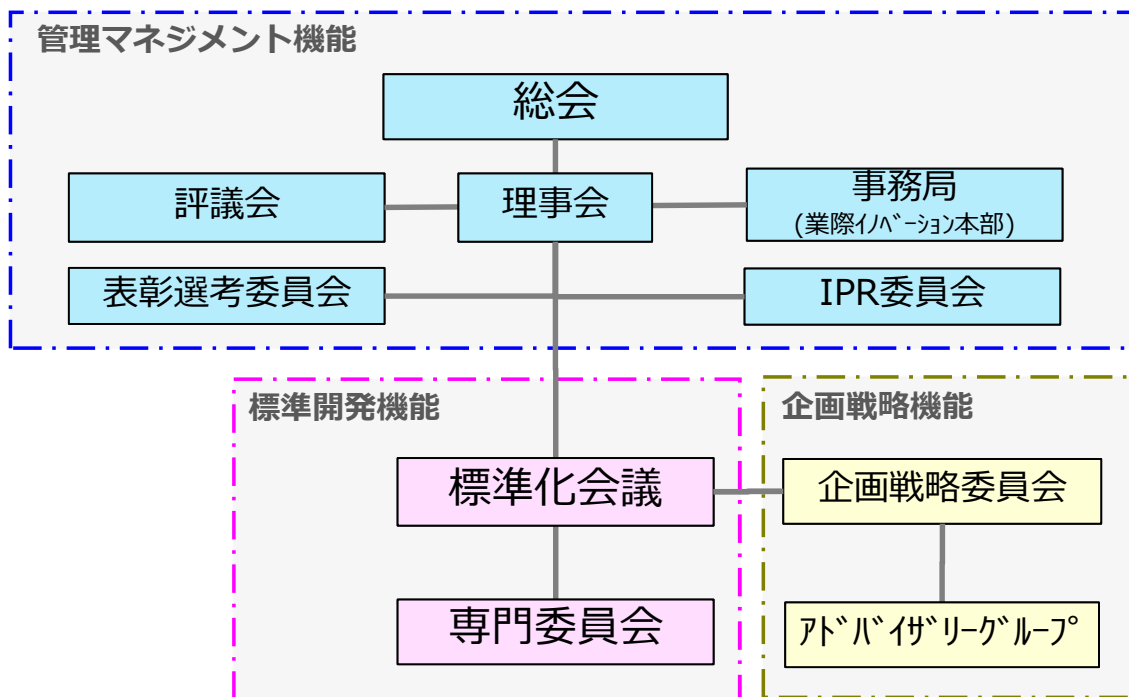 管理マネジメント機能
総会
評議会
理事会
事務局
(業際ｲﾉﾍﾞｰｼｮﾝ本部)
表彰選考委員会
IPR委員会
標準開発機能
企画戦略機能
標準化会議
企画戦略委員会
専門委員会
ｱﾄﾞﾊﾞｲｻﾞﾘｰｸﾞﾙｰﾌﾟ